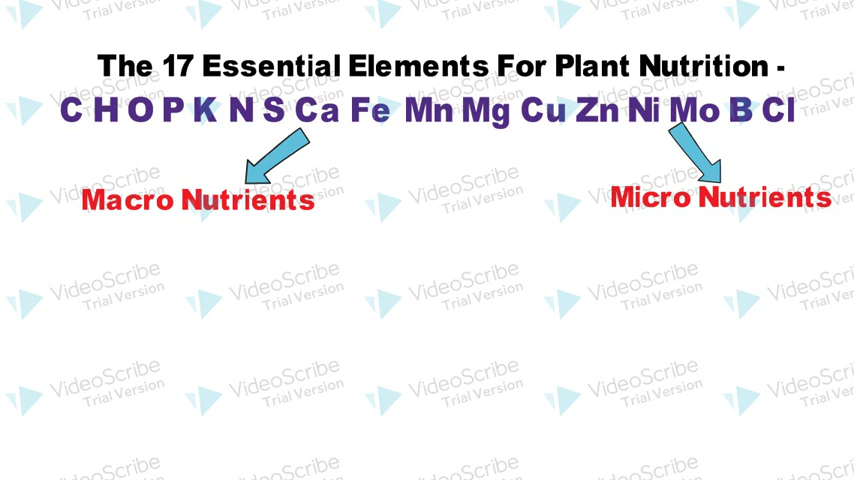 The 17 Essential Elements For Plant Nutrition -
C H O P K N S Ca Fe Mn Mg Cu Zn Ni Mo B Cl
Macro Nutrients
Micro Nutrients
VideoScribe
Trial Version